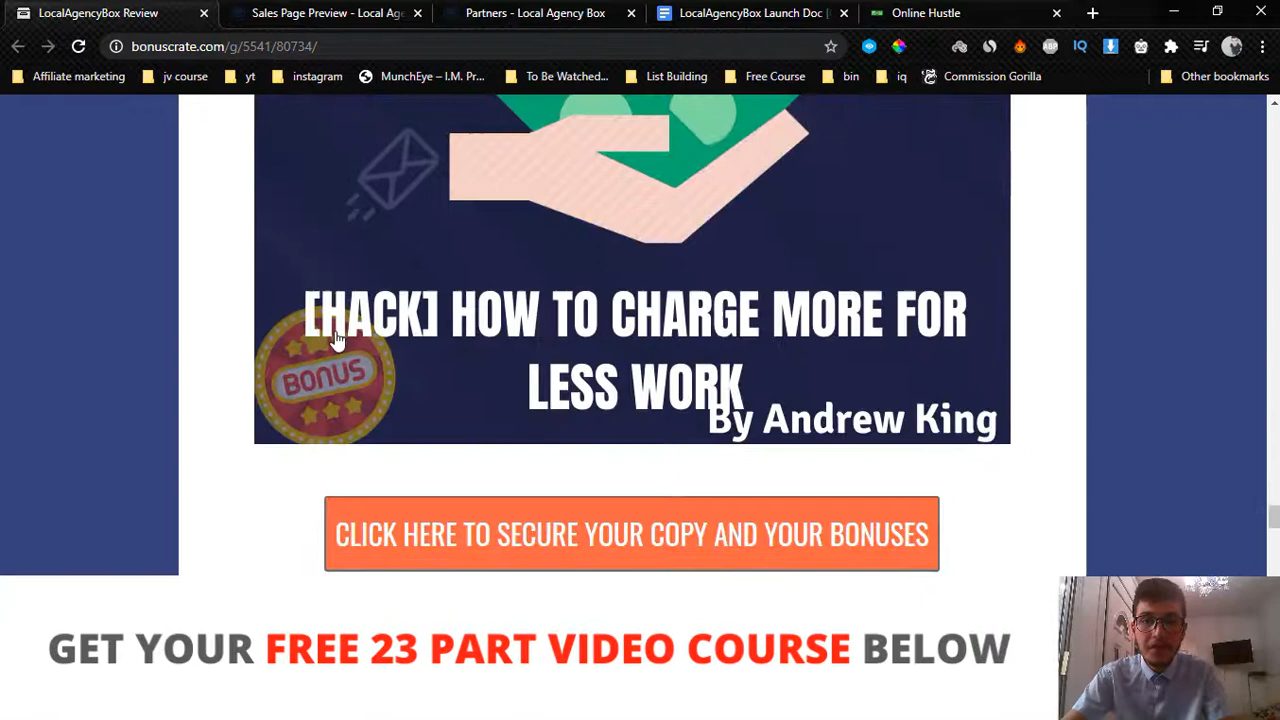 LocalAgencyBox Review
Sales Page Preview - Local Age
Partners - Local Agency Box
LocalAgencyBox Launch Doc [
Online Hustle
bonuscrate.com/g/5541/80734/
ABP
IQ
Affiliate marketing
jv course
yt
instagram
MunchEye – I.M. Pr...
To Be Watched...
List Building
Free Course
bin
iq
Commission Gorilla
Other bookmarks
[HACK] HOW TO CHARGE MORE FOR
LESS WORK
BONUS
By Andrew King
CLICK HERE TO SECURE YOUR COPY AND YOUR BONUSES
GET YOUR FREE 23 PART VIDEO COURSE BELOW